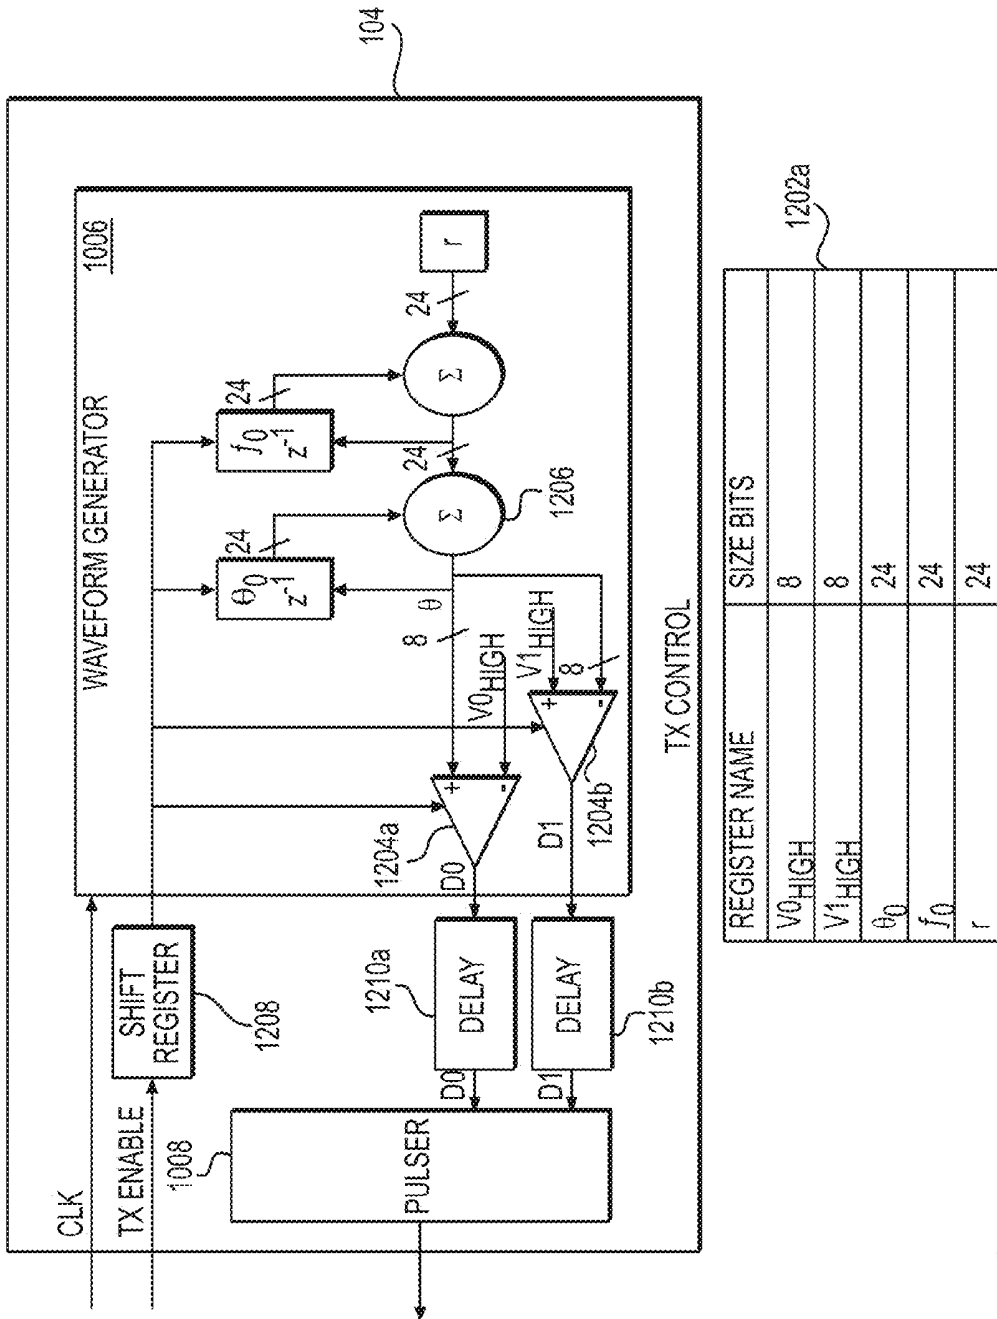 104
CLK
TX ENABLE
SHIFT
REGISTER
1208
WAVEFORM GENERATOR
1006
θ0
z-1
24
f0
z-1
24
θ
24
24
r
Σ
Σ
1206
8
V0HIGH
V1HIGH
8
+
-
+
-
1204a
1204b
D0
D1
1210a
DELAY
DELAY
1210b
D0
D1
1008
PULSER
TX CONTROL
1202a
REGISTER NAME SIZE BITS
V0HIGH 8
V1HIGH 8
θ0 24
f0 24
r 24